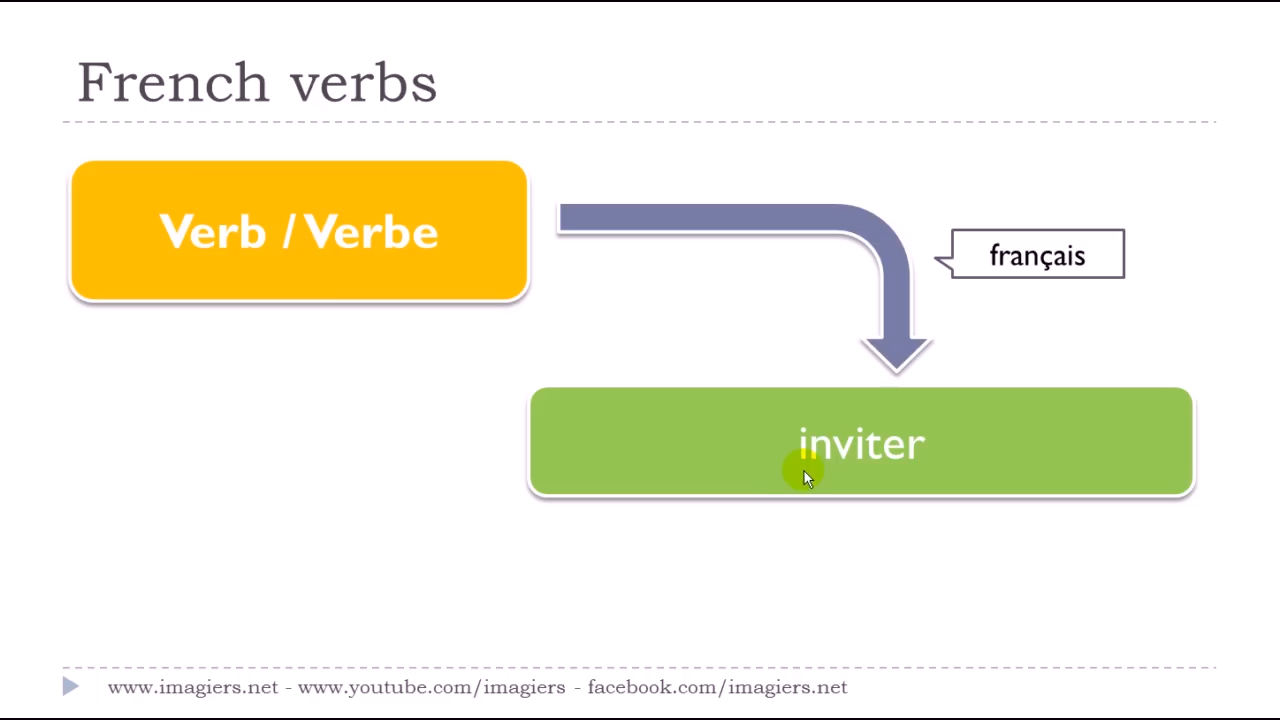 French verbs
Verb / Verbe
français
inviter
www.imagiers.net - www.youtube.com/imagiers - facebook.com/imagiers.net